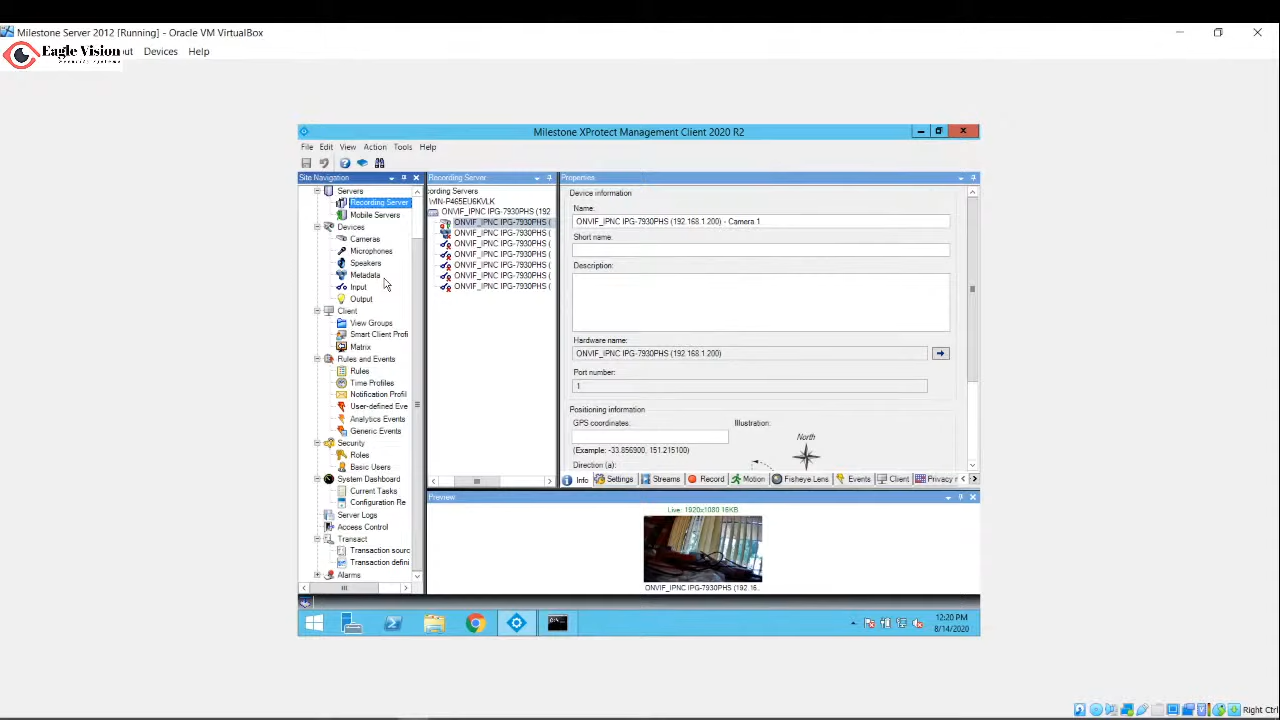 Milestone Server 2012 [Running] - Oracle VM VirtualBox
Eagle Vision
ut Devices Help
Milestone XProtect Management Client 2020 R2
File Edit View Action Tools Help
Site Navigation
Servers
Recording Server
Mobile Servers
Devices
Cameras
Microphones
Speakers
Metadata
Input
Output
Client
View Groups
Smart Client Profi
Matrix
Rules and Events
Rules
Time Profiles
Notification Profil
User-defined Eve
Analytics Events
Generic Events
Security
Roles
Basic Users
System Dashboard
Current Tasks
Configuration Re
Server Logs
Access Control
Transact
Transaction sourc
Transaction defini
Alarms
Recording Server
ording Servers
WIN-P465EU6KVLK
ONVIF_IPNC IPG-7930PHS (192
ONVIF_IPNC IPG-7930PHS (
ONVIF_IPNC IPG-7930PHS (
ONVIF_IPNC IPG-7930PHS (
ONVIF_IPNC IPG-7930PHS (
ONVIF_IPNC IPG-7930PHS (
ONVIF_IPNC IPG-7930PHS (
ONVIF_IPNC IPG-7930PHS (
Properties
Device information
Name:
ONVIF_IPNC IPG-7930PHS (192.168.1.200) - Camera 1
Short name:
Description:
Hardware name:
ONVIF_IPNC IPG-7930PHS (192.168.1.200)
Port number:
1
Positioning information
GPS coordinates: Illustration:
North
(Example: -33.856900, 151.215100)
Direction (a):
Info Settings Streams Record Motion Fisheye Lens Events Client Privacy
Preview
Live: 1920x1080 16KB
ONVIF_IPNC IPG-7930PHS (192.16...
12:20 PM
8/14/2020
Right Ctrl